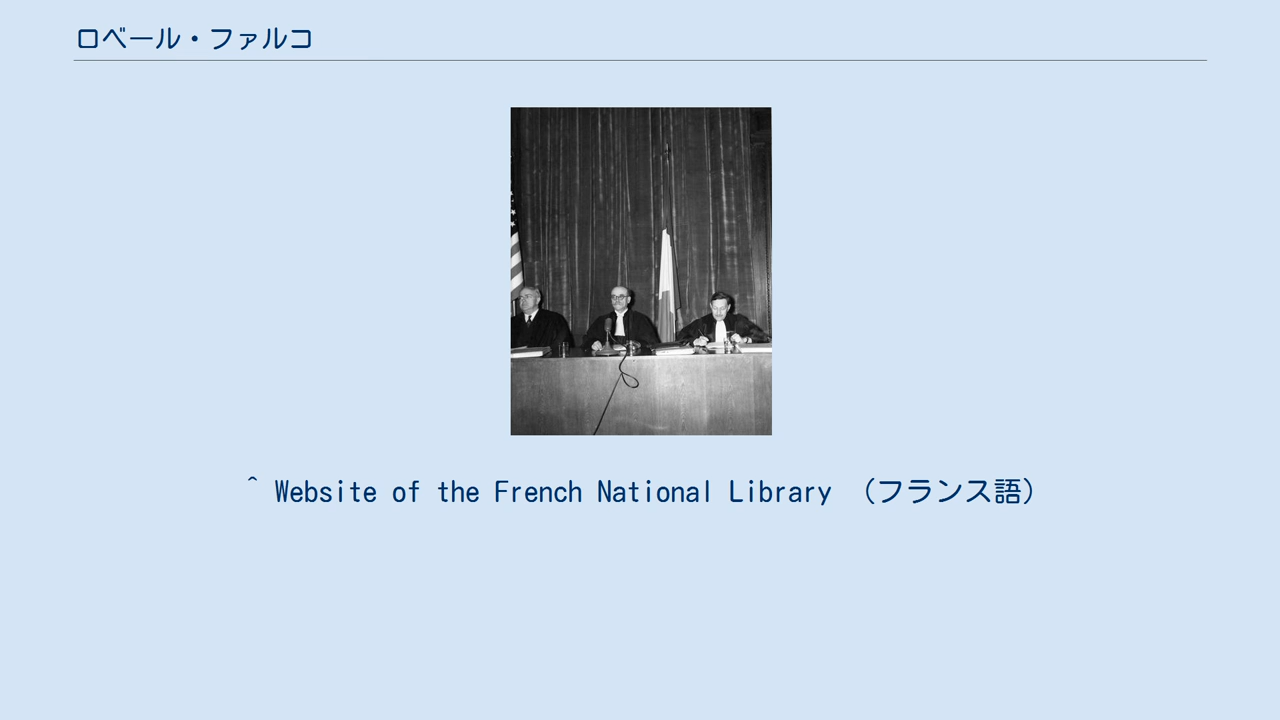 ロベール・ファルコ
^ Website of the French National Library （フランス語）